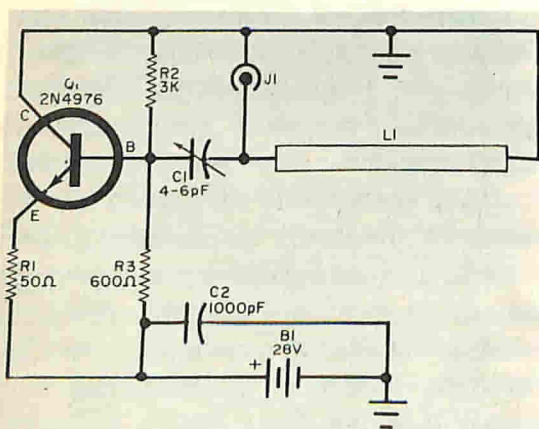 Q1
2N4976
C
B
E
R2
3K
J1
L1
C1
4-6pF
R1
50Ω
R3
600Ω
C2
1000pF
B1
28V
+